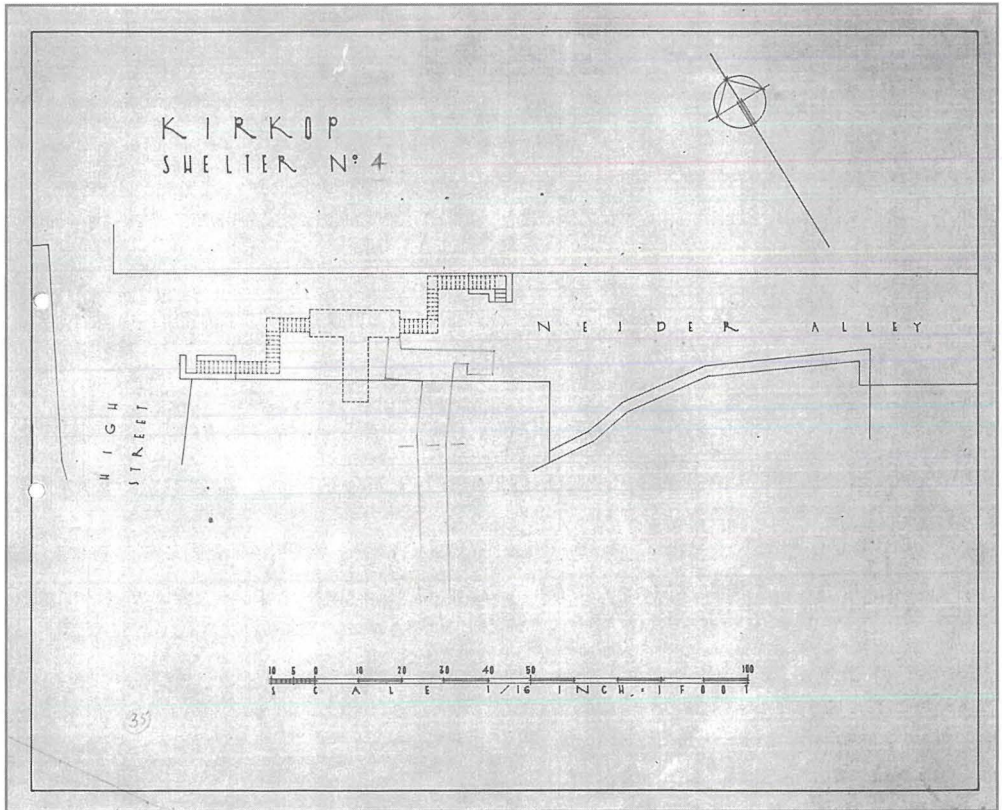 KIRKOP
SHELTER Nº 4
NEJDER ALLEY
HIGH
STREET
10 5 0 10 20 30 40 50 100
SCALE 1/16 INCH = 1 FOOT
35